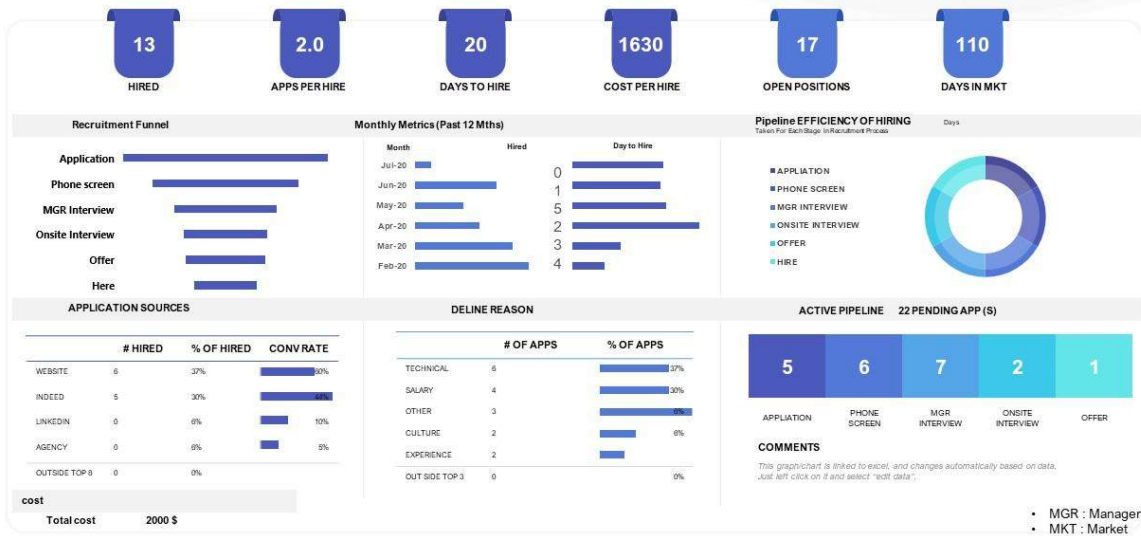 13
2.0
20
1630
17
110
HIRED
APPS PER HIRE
DAYS TO HIRE
COST PER HIRE
OPEN POSITIONS
DAYS IN MKT
Recruitment Funnel
Application
Phone screen
MGR Interview
Onsite Interview
Offer
Here
Monthly Metrics (Past 12 Mths)
Month Hired Day to Hire
Jul-20 0
Jun-20 1
May-20 5
Apr-20 2
Mar-20 3
Feb-20 4
Pipeline EFFICIENCY OF HIRING Days
Taken For Each Stage In Recruitment Process
APPLIATION
PHONE SCREEN
MGR INTERVIEW
ONSITE INTERVIEW
OFFER
HIRE
APPLICATION SOURCES
# HIRED % OF HIRED CONV RATE
WEBSITE 6 37% 60%
INDEED 5 30% 44%
LINKEDIN 0 6% 10%
AGENCY 0 6% 5%
OUTSIDE TOP 8 0 0%
cost
Total cost 2000 $
DELINE REASON
# OF APPS % OF APPS
TECHNICAL 6 37%
SALARY 4 30%
OTHER 3 6%
CULTURE 2 6%
EXPERIENCE 2
OUT SIDE TOP 3 0 0%
ACTIVE PIPELINE 22 PENDING APP (S)
5
6
7
2
1
APPLIATION
PHONE
SCREEN
MGR
INTERVIEW
ONSITE
INTERVIEW
OFFER
COMMENTS
This graph/chart is linked to excel, and changes automatically based on data.
Just left click on it and select "edit data".
• MGR : Manager
• MKT : Market